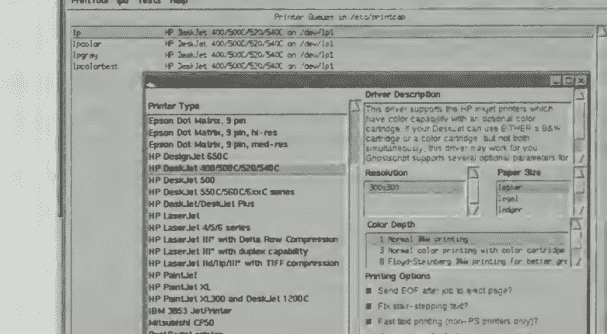 PrintTool lpd Tests Help
Printer Queues in /etc/printcap
lp HP DeskJet 400/500C/520/540C on /dev/lp1
lpcolor HP DeskJet 400/500C/520/540C on /dev/lp1
lpgray HP DeskJet 400/500C/520/540C on /dev/lp1
lpcolortest HP DeskJet 400/500C/520/540C on /dev/lp1
Printer Type
Epson Dot Matrix, 9 pin
Epson Dot Matrix, 9 pin, hi-res
Epson Dot Matrix, 9 pin, med-res
HP DesignJet 650C
HP DeskJet 400/500C/520/540C
HP DeskJet 500
HP DeskJet 550C/560C/6xxC series
HP DeskJet/DeskJet Plus
HP LaserJet
HP LaserJet 4/5/6 series
HP LaserJet III* with Delta Row Compression
HP LaserJet III* with duplex capability
HP LaserJet IId/IIp/III* with TIFF compression
HP PaintJet
HP PaintJet XL
HP PaintJet XL300 and DeskJet 1200C
IBM 3853 JetPrinter
Mitsubishi CP50
PostScript printer
Driver Description
This driver supports the HP inkjet printers which
have color capability with an optional color
cartridge. If your DeskJet can use EITHER a B&W
cartridge or a color cartridge, but not both
simultaneously, this driver may work for you.
Ghostscript supports several optional parameters for
Resolution
300x300
Paper Size
letter
legal
ledger
Color Depth
1 Normal B&W printing
3 Normal color printing with color cartridge
8 Floyd-Steinberg B&W printing for better gre
Printing Options
Send EOF after job to eject page?
Fix stair-stepping text?
Fast text printing (non-PS printers only)?